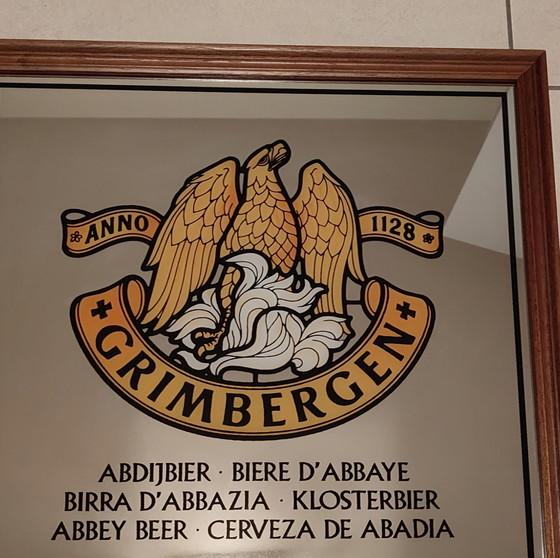 ANNO 1128
GRIMBERGEN
ABDIJBIER · BIERE D'ABBAYE
BIRRA D'ABBAZIA · KLOSTERBIER
ABBEY BEER · CERVEZA DE ABADIA